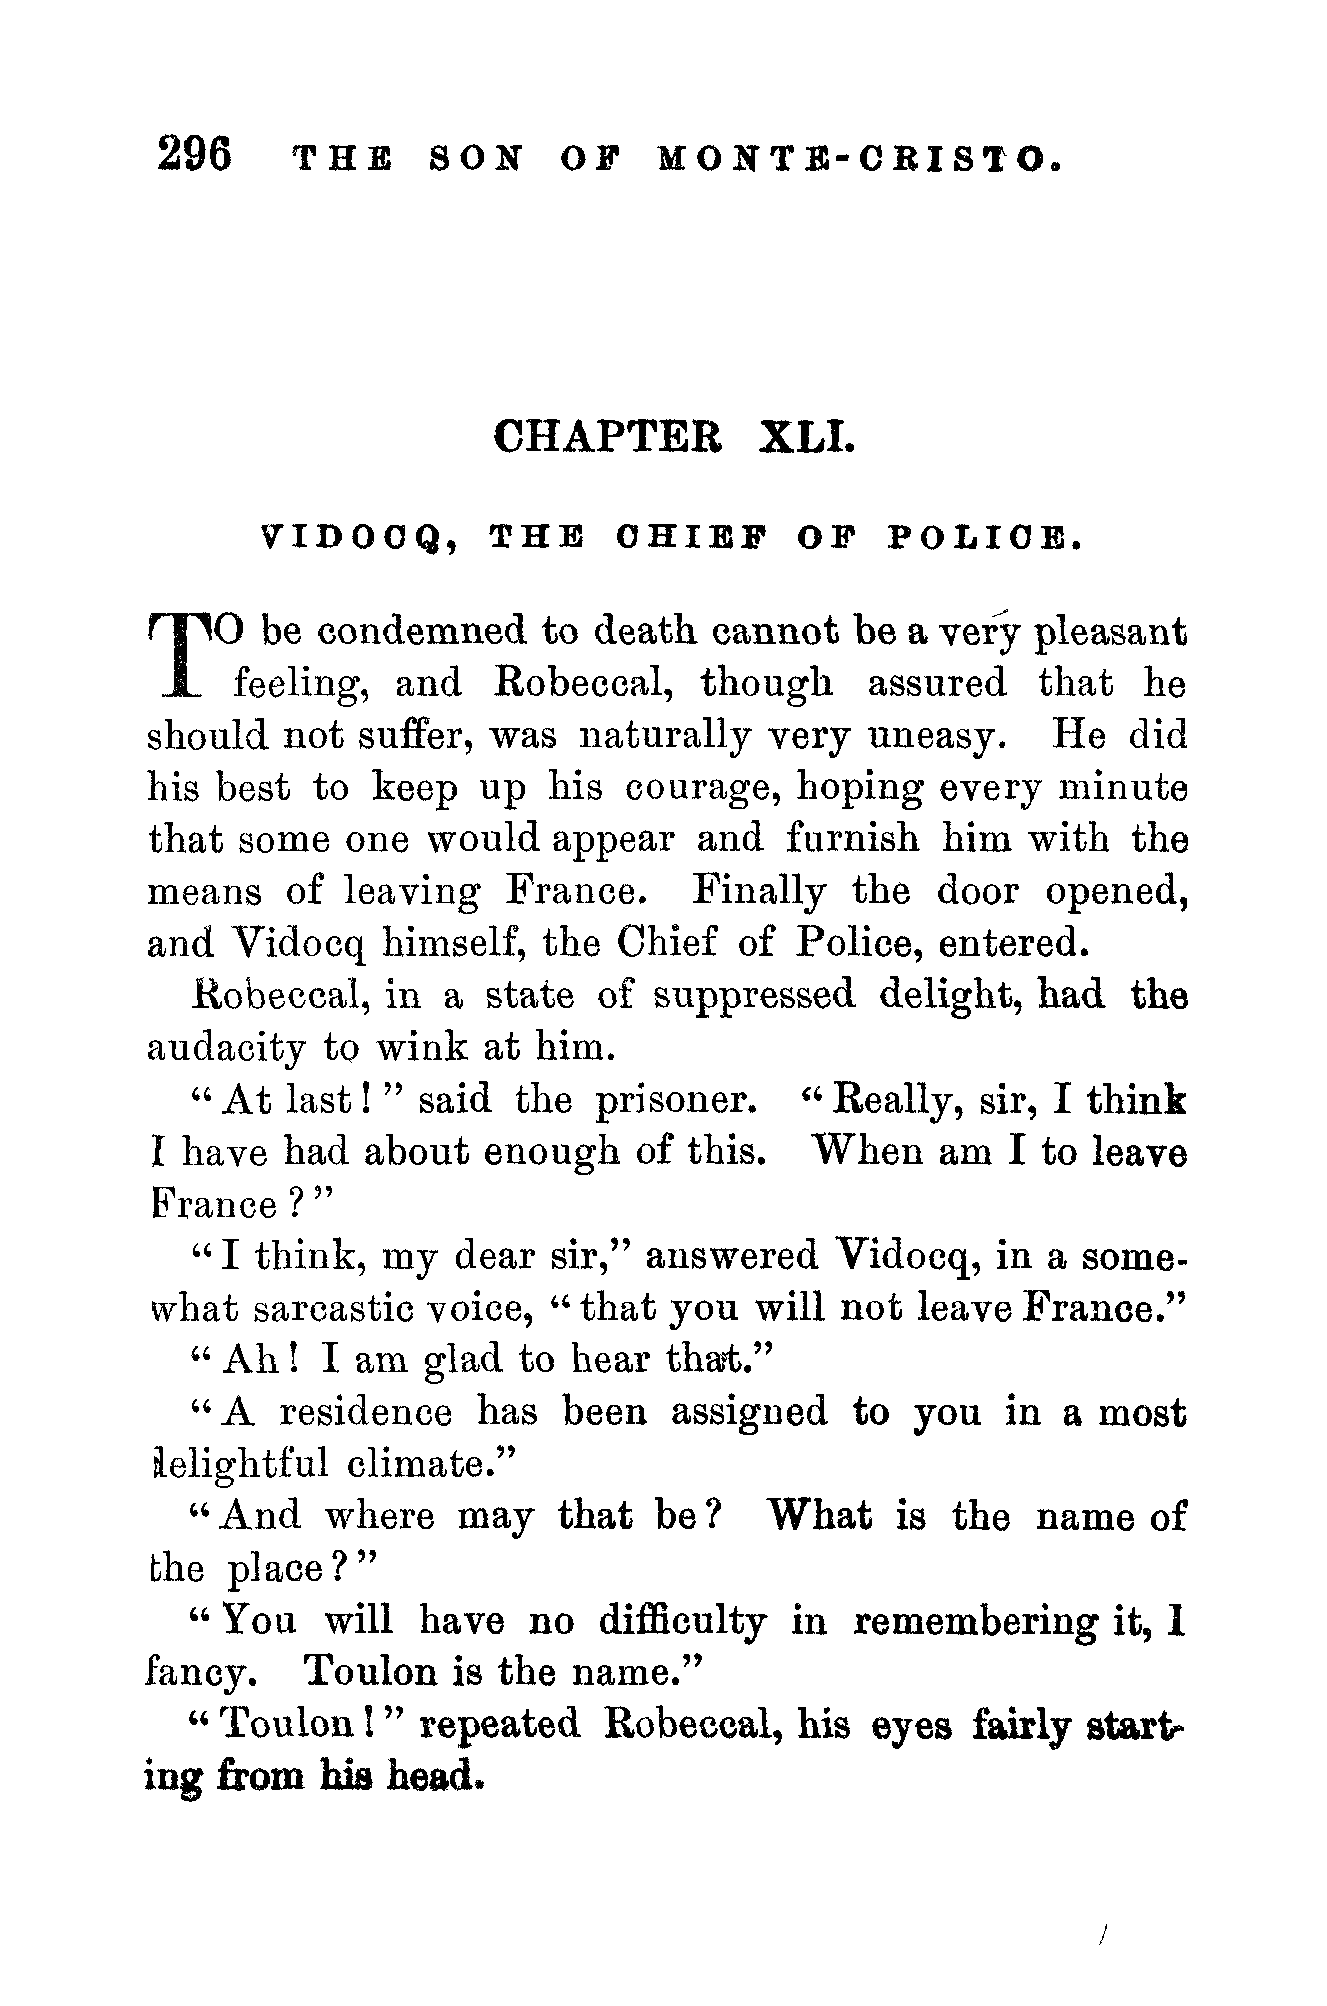 296 THE SON OF MONTE-CRISTO.
CHAPTER XLI.
VIDOCQ, THE CHIEF OF POLICE.
TO be condemned to death cannot be a very pleasant
feeling, and Robeccal, though assured that he
should not suffer, was naturally very uneasy. He did
his best to keep up his courage, hoping every minute
that some one would appear and furnish him with the
means of leaving France. Finally the door opened,
and Vidocq himself, the Chief of Police, entered.
Robeccal, in a state of suppressed delight, had the
audacity to wink at him.
“At last!” said the prisoner. “Really, sir, I think
I have had about enough of this. When am I to leave
France?”
“I think, my dear sir,” answered Vidocq, in a some-
what sarcastic voice, “that you will not leave France.”
“Ah! I am glad to hear that.”
“A residence has been assigned to you in a most
delightful climate.”
“And where may that be? What is the name of
the place?”
“You will have no difficulty in remembering it, I
fancy. Toulon is the name.”
“Toulon!” repeated Robeccal, his eyes fairly start-
ing from his head.